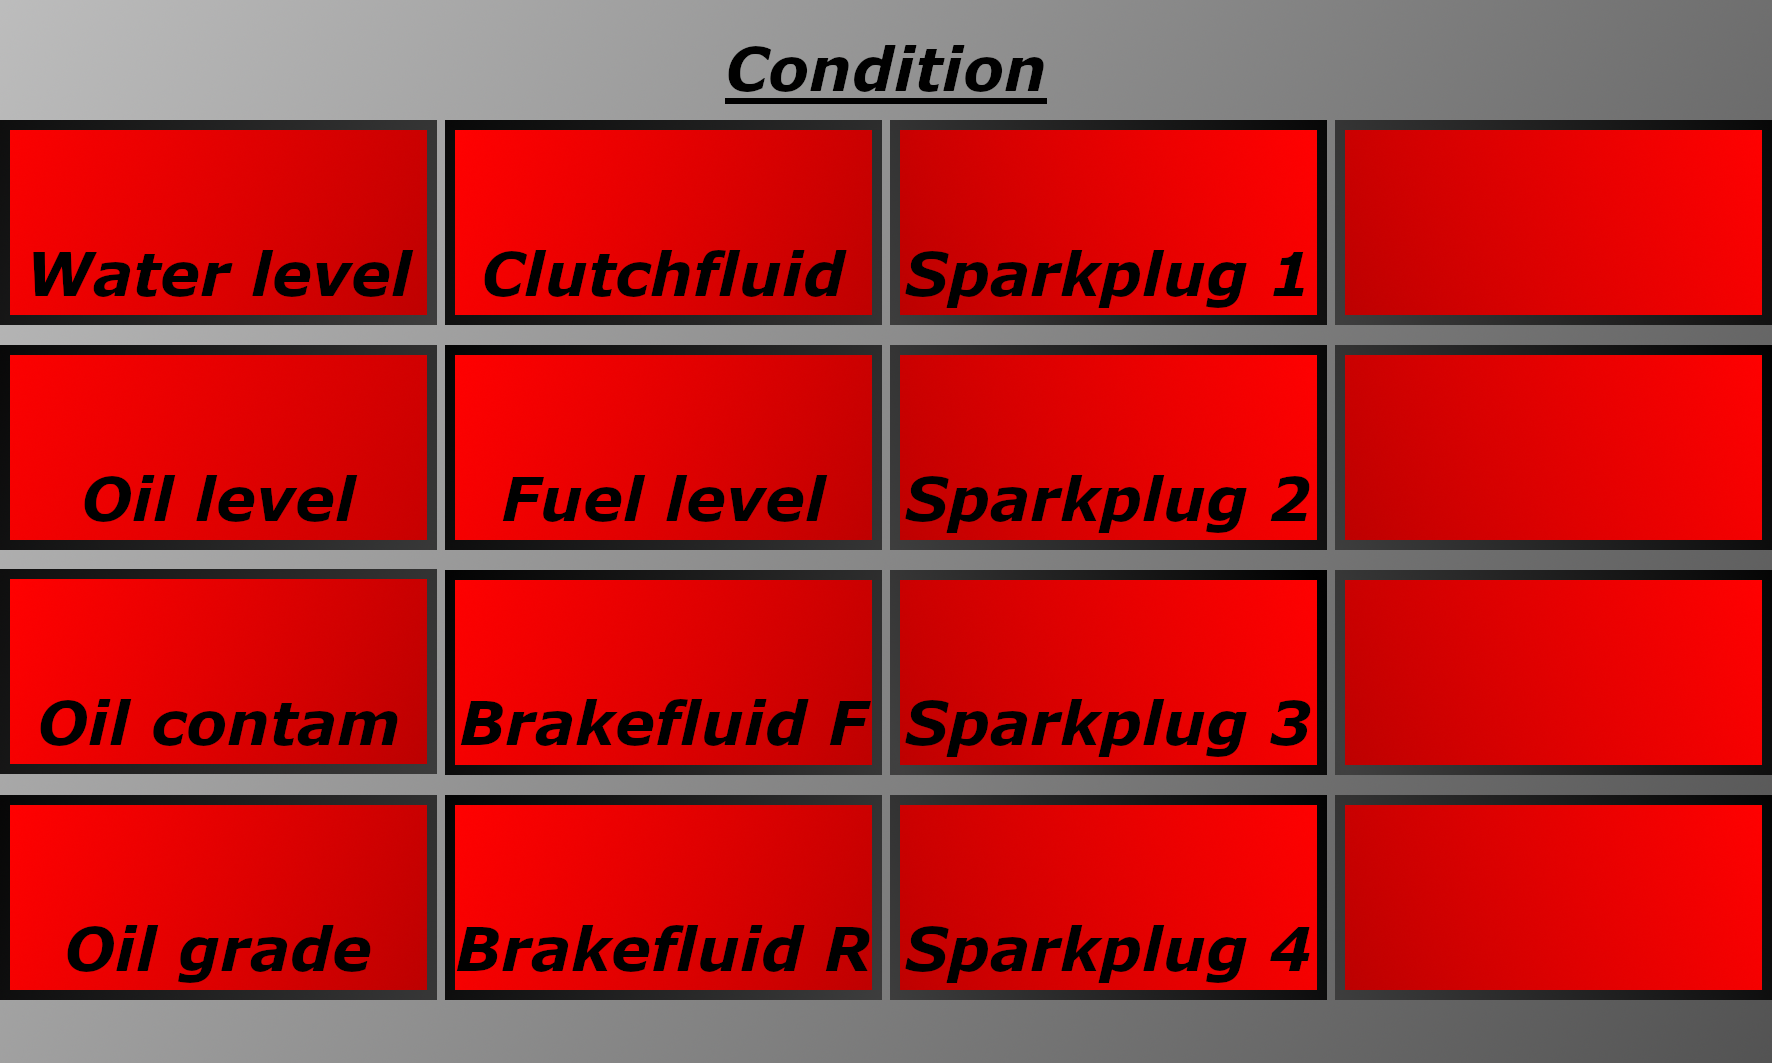 Condition
Water level
Clutchfluid
Sparkplug 1
Oil level
Fuel level
Sparkplug 2
Oil contam
Brakefluid F
Sparkplug 3
Oil grade
Brakefluid R
Sparkplug 4